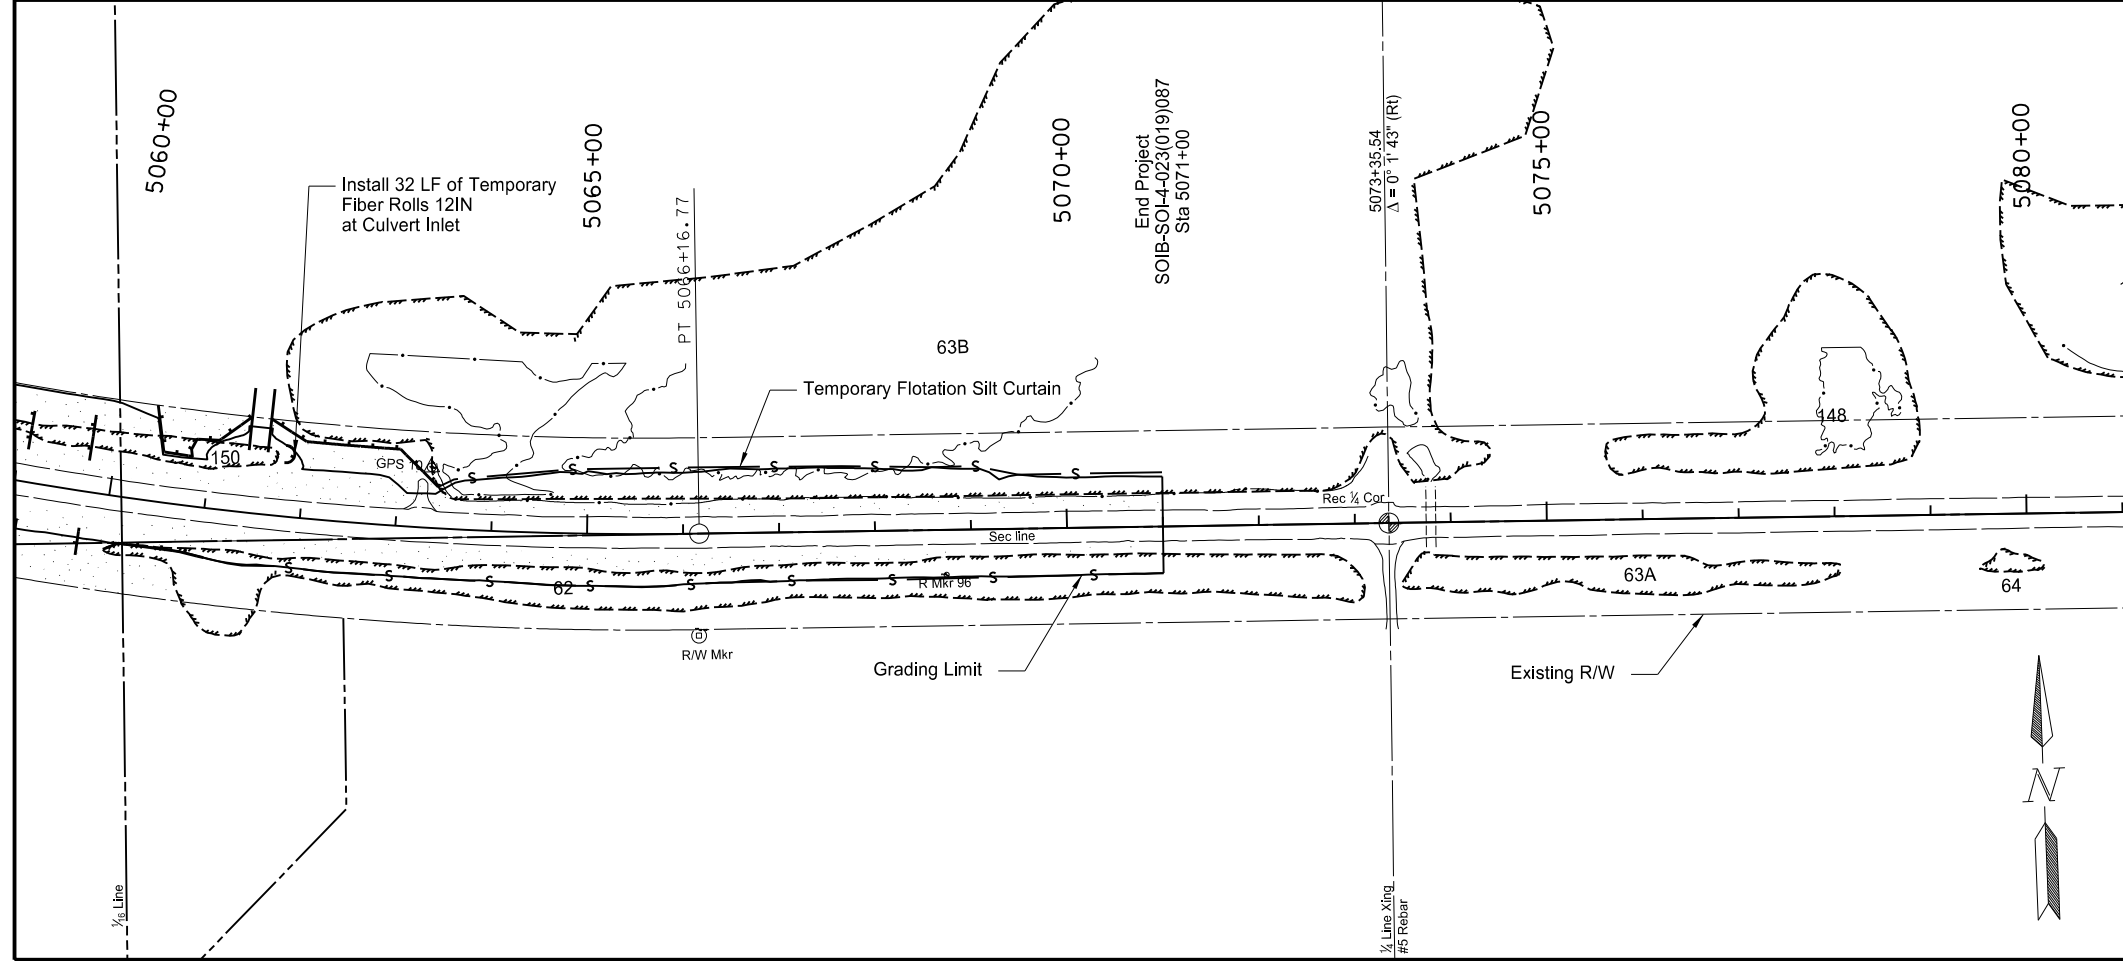 5060+00
Install 32 LF of Temporary
Fiber Rolls 12IN
at Culvert Inlet
5065+00
PT 5066+16.77
5070+00
End Project
SOIB-SOI-4-023(019)087
Sta 5071+00
5073+35.54
Δ = 0° 1' 43" (Rt)
5075+00
5080+00
63B
Temporary Flotation Silt Curtain
148
150
GPS
S S S S S S
Rec ¼ Cor
Sec line
S S S S S S S S S
62
R Mkr 96
63A
64
R/W Mkr
Grading Limit
Existing R/W
N
1/16 Line
¼ Line Xing
#5 Rebar